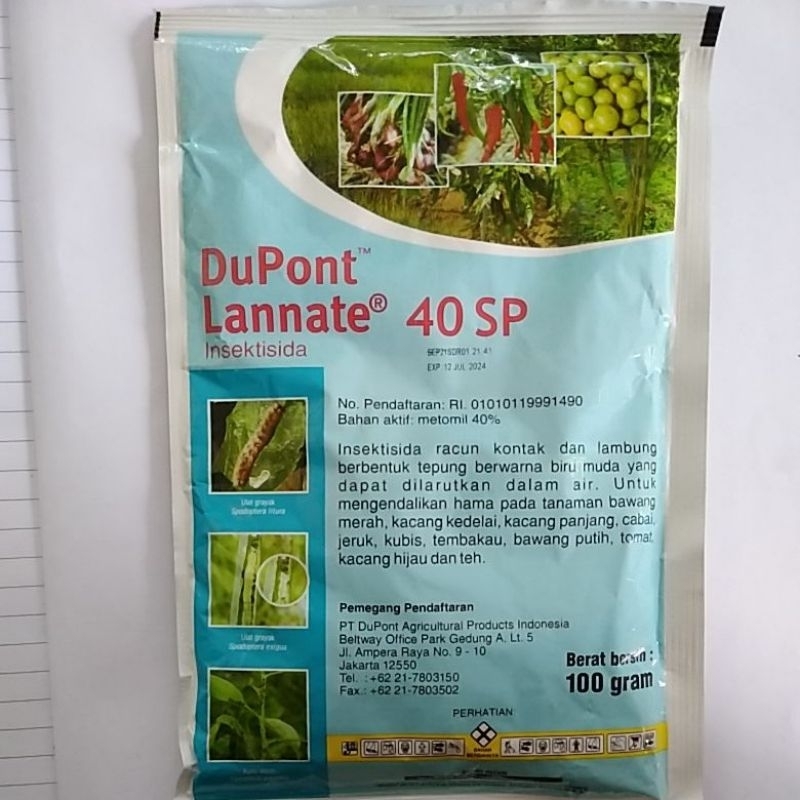 DuPont™
Lannate® 40 SP
Insektisida
EXP 12 JUL 2024
No. Pendaftaran: RI. 01010119991490
Bahan aktif: metomil 40%
Insektisida racun kontak dan lambung
berbentuk tepung berwarna biru muda yang
dapat dilarutkan dalam air. Untuk
mengendalikan hama pada tanaman bawang
merah, kacang kedelai, kacang panjang, cabai,
jeruk, kubis, tembakau, bawang putih, tomat,
kacang hijau dan teh.
Ulat grayak
Spodoptera litura
Ulat grayak
Spodoptera exigua
Pemegang Pendaftaran
PT DuPont Agricultural Products Indonesia
Beltway Office Park Gedung A, Lt. 5
Jl. Ampera Raya No. 9 - 10
Jakarta 12550
Tel. : +62 21-7803150
Fax.: +62 21-7803502
Berat bersih :
100 gram
PERHATIAN: